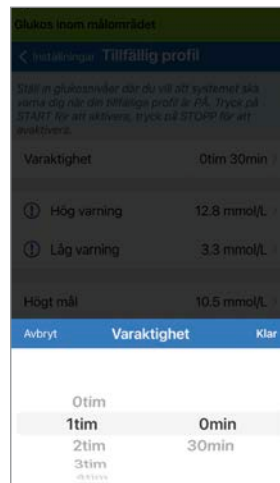 Glukos inom målområdet
Inställningar Tillfällig profil
Ställ in glukosnivåer där du vill att systemet ska
varna dig när din tillfälliga profil är PÅ. Tryck på
START för att aktivera, tryck på STOPP för att
avaktivera.
Varaktighet 0tim 30min
Hög varning 12.8 mmol/L
Låg varning 3.3 mmol/L
Högt mål 10.5 mmol/L
Avbryt Varaktighet Klar
0tim
1tim 0min
2tim 30min
3tim